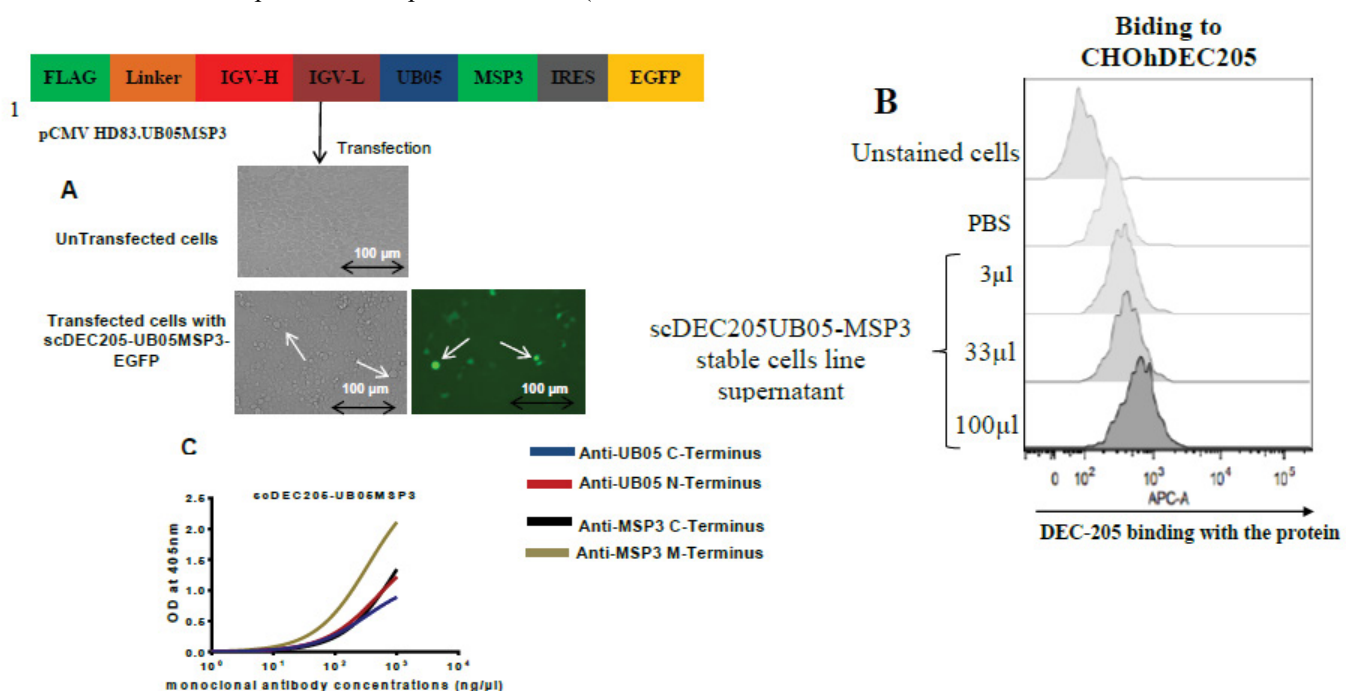 FLAG Linker IGV-H IGV-L UB05 MSP3 IRES EGFP
1
pCMV HD83.UB05MSP3
Transfection
A
UnTransfected cells
100 µm
Transfected cells with
scDEC205-UB05MSP3-
EGFP
100 µm
100 µm
C
scDEC205-UB05MSP3
OD at 405nm
2.5
2.0
1.5
1.0
0.5
0.0
10⁰ 10¹ 10² 10³ 10⁴
monoclonal antibody concentrations (ng/µl)
Anti-UB05 C-Terminus
Anti-UB05 N-Terminus
Anti-MSP3 C-Terminus
Anti-MSP3 M-Terminus
Biding to
CHOhDEC205
B
Unstained cells
PBS
3µl
33µl
100µl
scDEC205UB05-MSP3
stable cells line
supernatant
0 10² 10³ 10⁴ 10⁵
APC-A
DEC-205 binding with the protein